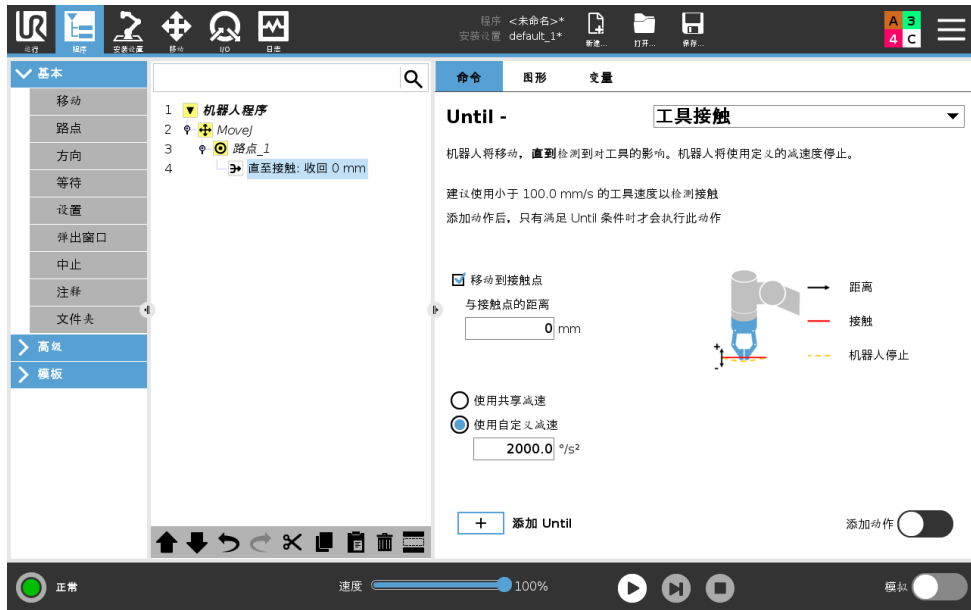 UR
运行
程序
安装设置
移动
I/O
日志
程序 <未命名>*
安装设置 default_1*
新建...
打开...
保存...
A 3
4 C
基本
移动
路点
方向
等待
设置
弹出窗口
中止
注释
文件夹
高级
模板
1 机器人程序
2 MoveJ
3 路点_1
4 直至接触: 收回 0 mm
命令 图形 变量
Until - 工具接触
机器人将移动，直到检测到对工具的影响。机器人将使用定义的减速度停止。
建议使用小于 100.0 mm/s 的工具速度以检测接触
添加动作后，只有满足 Until 条件时才会执行此动作
移动到接触点
与接触点的距离
0 mm
+
-
距离
接触
机器人停止
使用共享减速
使用自定义减速
2000.0 °/s²
+ 添加 Until
添加动作
正常
速度 100%
模拟